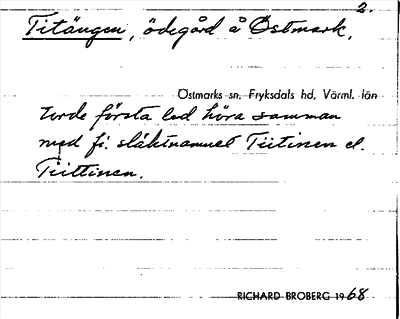 2.
Titängen, ödegård å Östmark.
Östmarks sn, Fryksdals hd, Värml. län
torde första led höra samman
med fi. släktnamnet Tiitinen el.
Tiittinen.
RICHARD BROBERG 1968